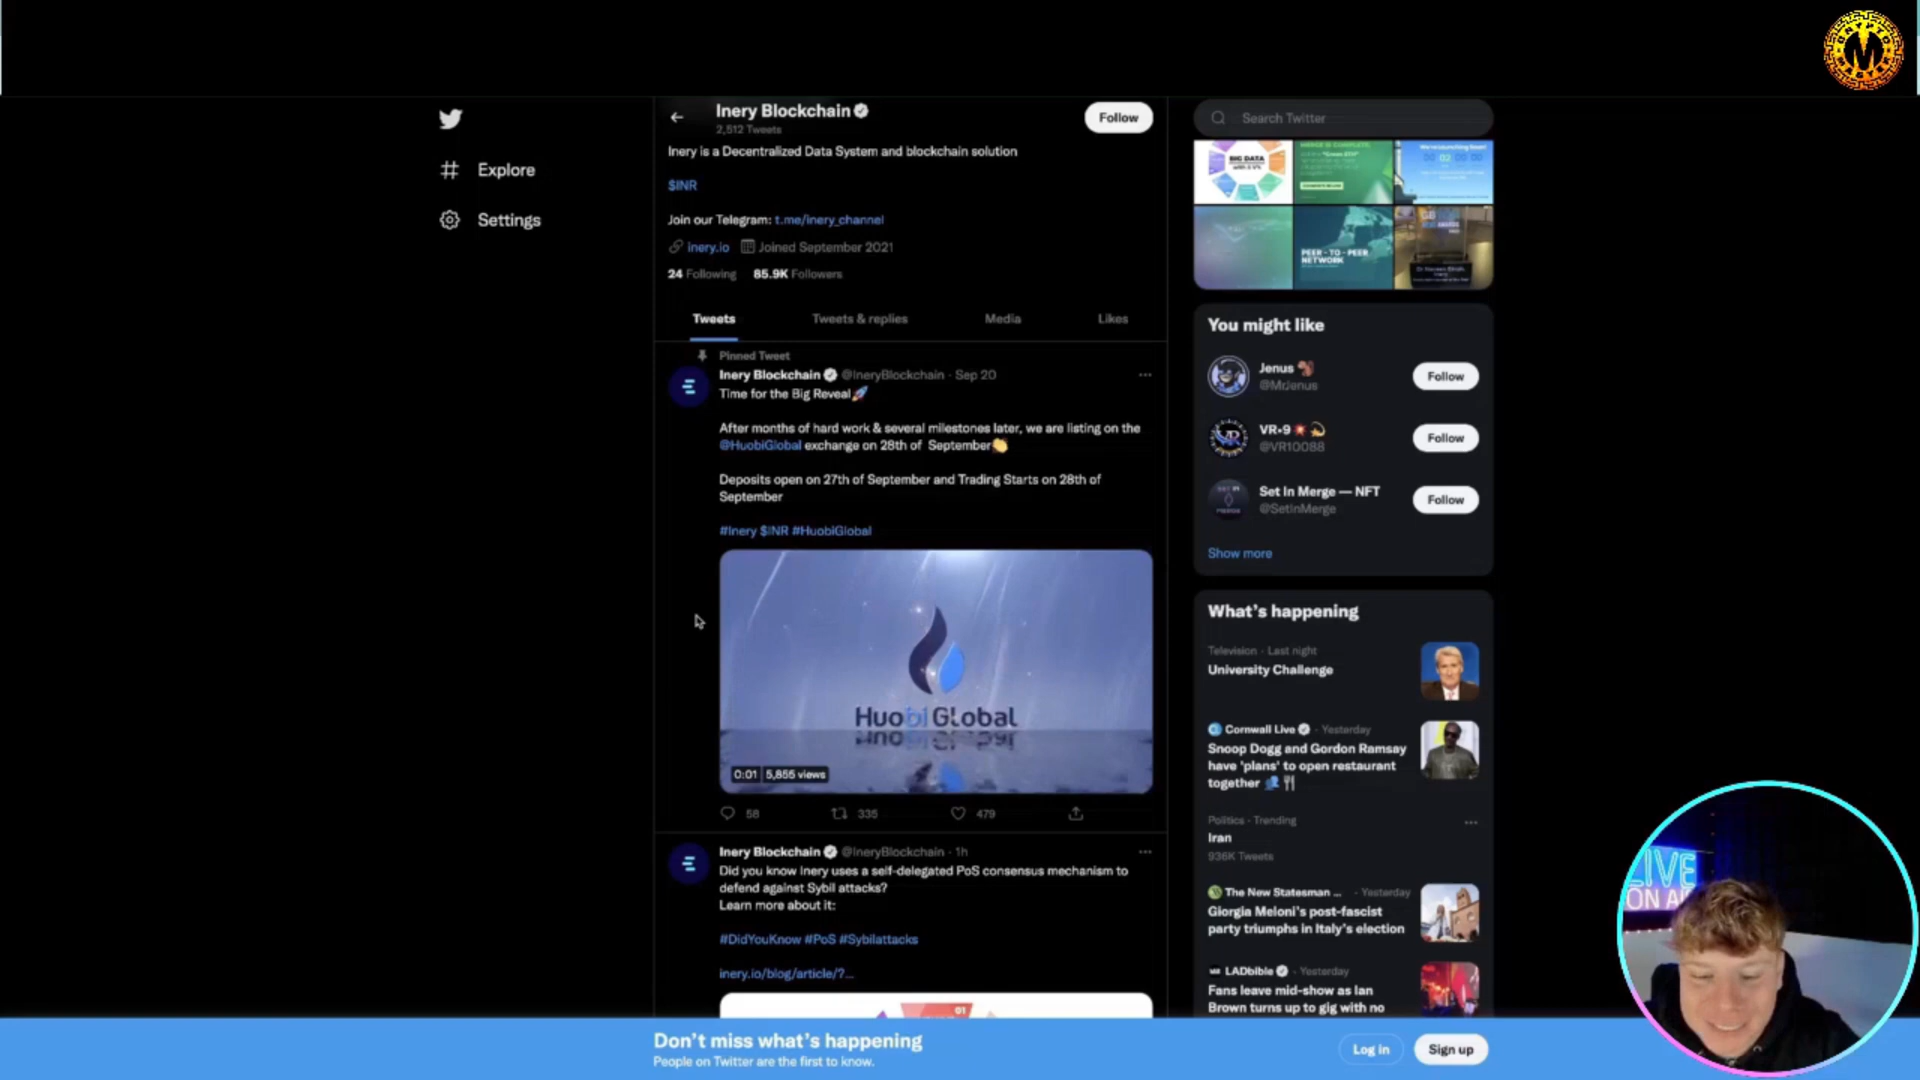 Inery Blockchain
2,512 Tweets
Follow
Search Twitter
Explore
Settings
Inery is a Decentralized Data System and blockchain solution
$INR
Join our Telegram: t.me/inery_channel
inery.io Joined September 2021
24 Following 85.9K Followers
Tweets Tweets & replies Media Likes
Pinned Tweet
Inery Blockchain @IneryBlockchain · Sep 20
Time for the Big Reveal🚀
After months of hard work & several milestones later, we are listing on the
@HuobiGlobal exchange on 28th of September👏
Deposits open on 27th of September and Trading Starts on 28th of
September
#Inery $INR #HuobiGlobal
Huobi Global
0:01 5,855 views
58 335 479
Inery Blockchain @IneryBlockchain · 1h
Did you know Inery uses a self-delegated PoS consensus mechanism to
defend against Sybil attacks?
Learn more about it:
#DidYouKnow #PoS #Sybilattacks
inery.io/blog/article/?...
01
BIG DATA
PEER-TO-PEER
NETWORK
You might like
Jenus
@MrJenus
Follow
VR•9
@VR10088
Follow
Set In Merge — NFT
@SetInMerge
Follow
Show more
What's happening
Television · Last night
University Challenge
Cornwall Live · Yesterday
Snoop Dogg and Gordon Ramsay
have 'plans' to open restaurant
together
Politics · Trending
Iran
936K Tweets
The New Statesman ... · Yesterday
Giorgia Meloni's post-fascist
party triumphs in Italy's election
LADbible · Yesterday
Fans leave mid-show as Ian
Brown turns up to gig with no
LIVE
ON AI
Don't miss what's happening
People on Twitter are the first to know.
Log in
Sign up